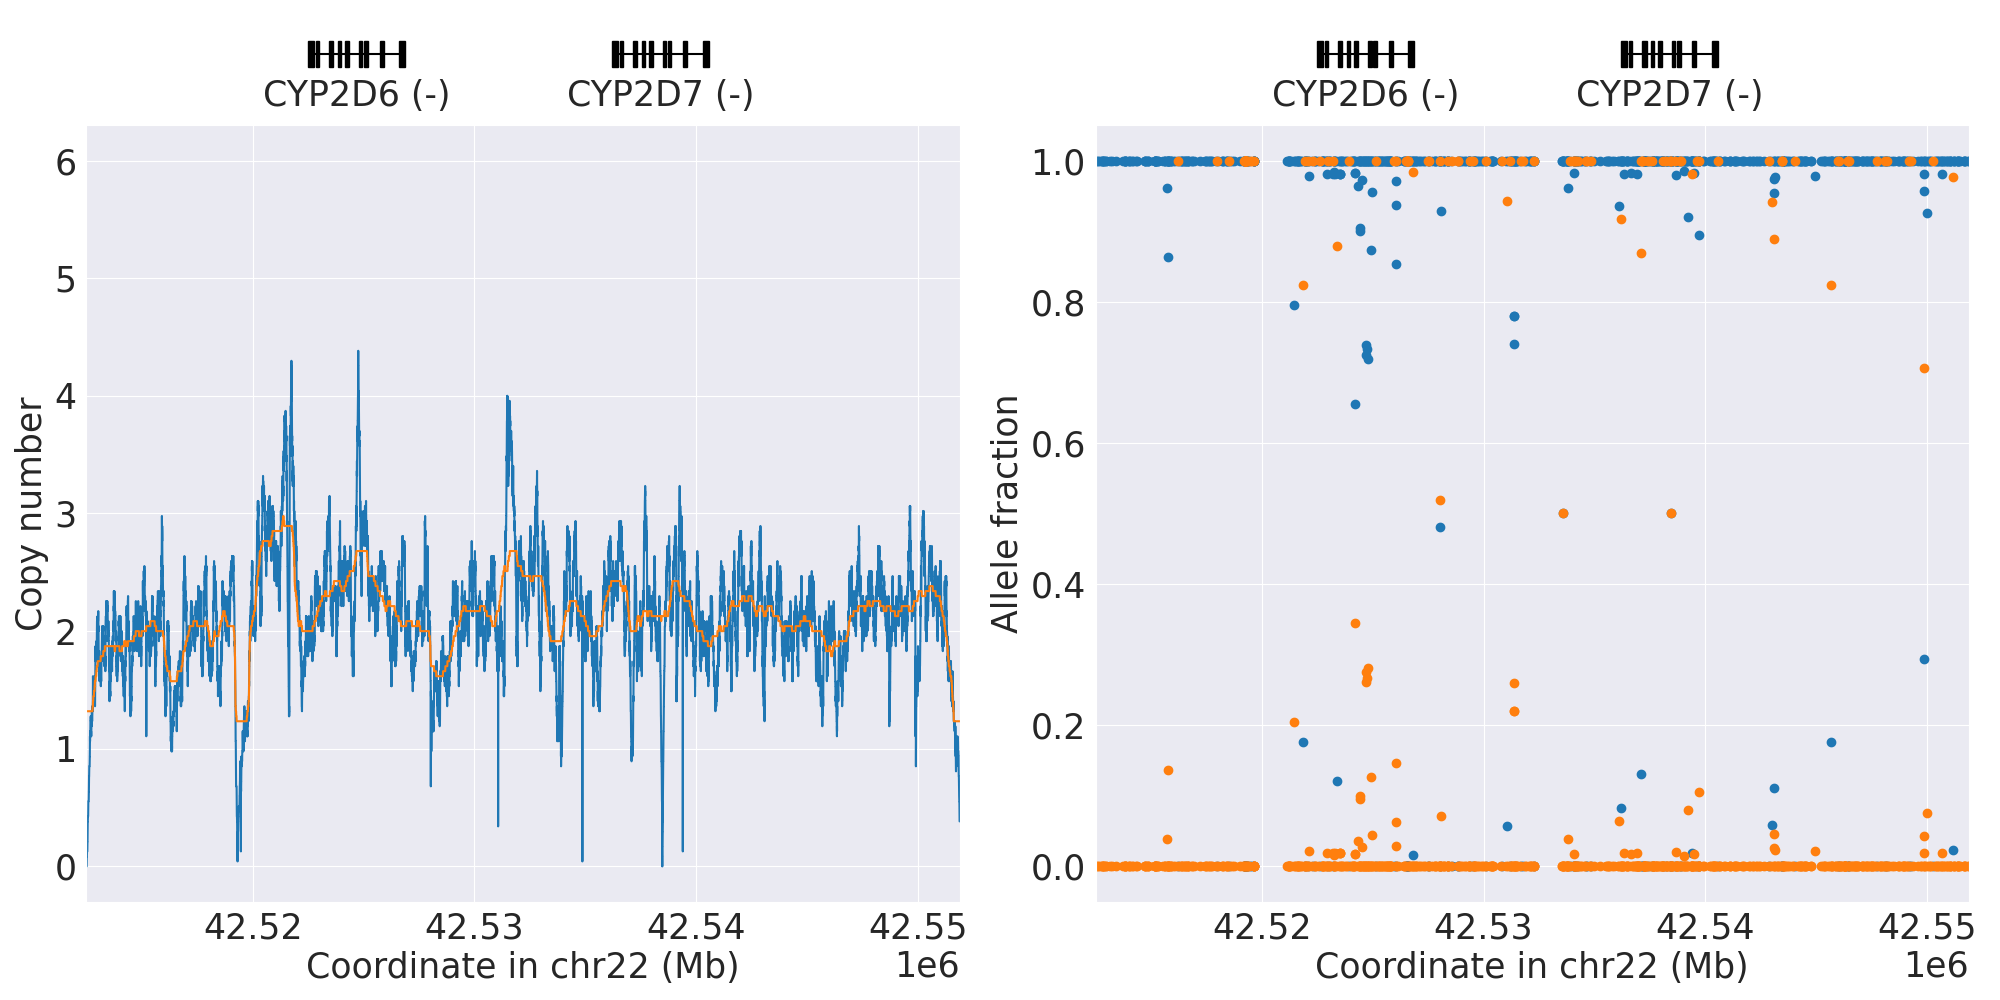 CYP2D6 (-)
CYP2D7 (-)
6
5
4
3
2
1
0
Copy number
42.52
42.53
42.54
42.55
1e6
Coordinate in chr22 (Mb)
CYP2D6 (-)
CYP2D7 (-)
1.0
0.8
0.6
0.4
0.2
0.0
Allele fraction
42.52
42.53
42.54
42.55
1e6
Coordinate in chr22 (Mb)